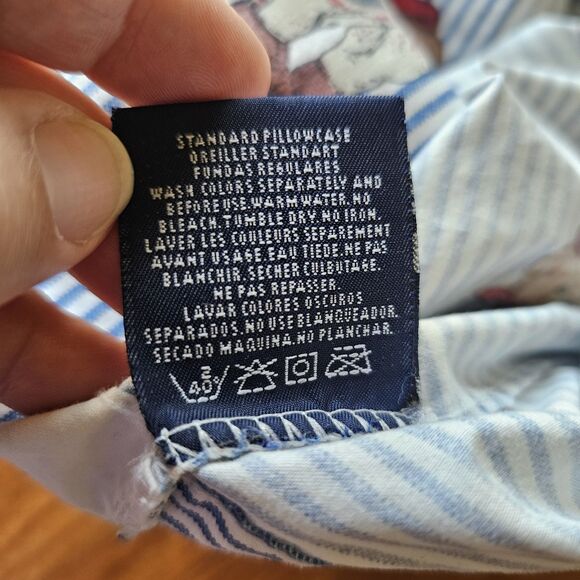 STANDARD PILLOWCASE
OREILLER STANDART
FUNDAS REGULARES
WASH COLORS SEPARATELY AND
BEFORE USE.WARM WATER. NO
BLEACH.TUMBLE DRY. NO IRON.
LAVER LES COULEURS SEPAREMENT
AVANT USAGE.EAU TIEDE.NE PAS
BLANCHIR. SECHER CULBUTAGE.
NE PAS REPASSER.
LAVAR COLORES OSCUROS
SEPARADOS. NO USE BLANQUEADOR.
SECADO MAQUINA.NO PLANCHAR.
40